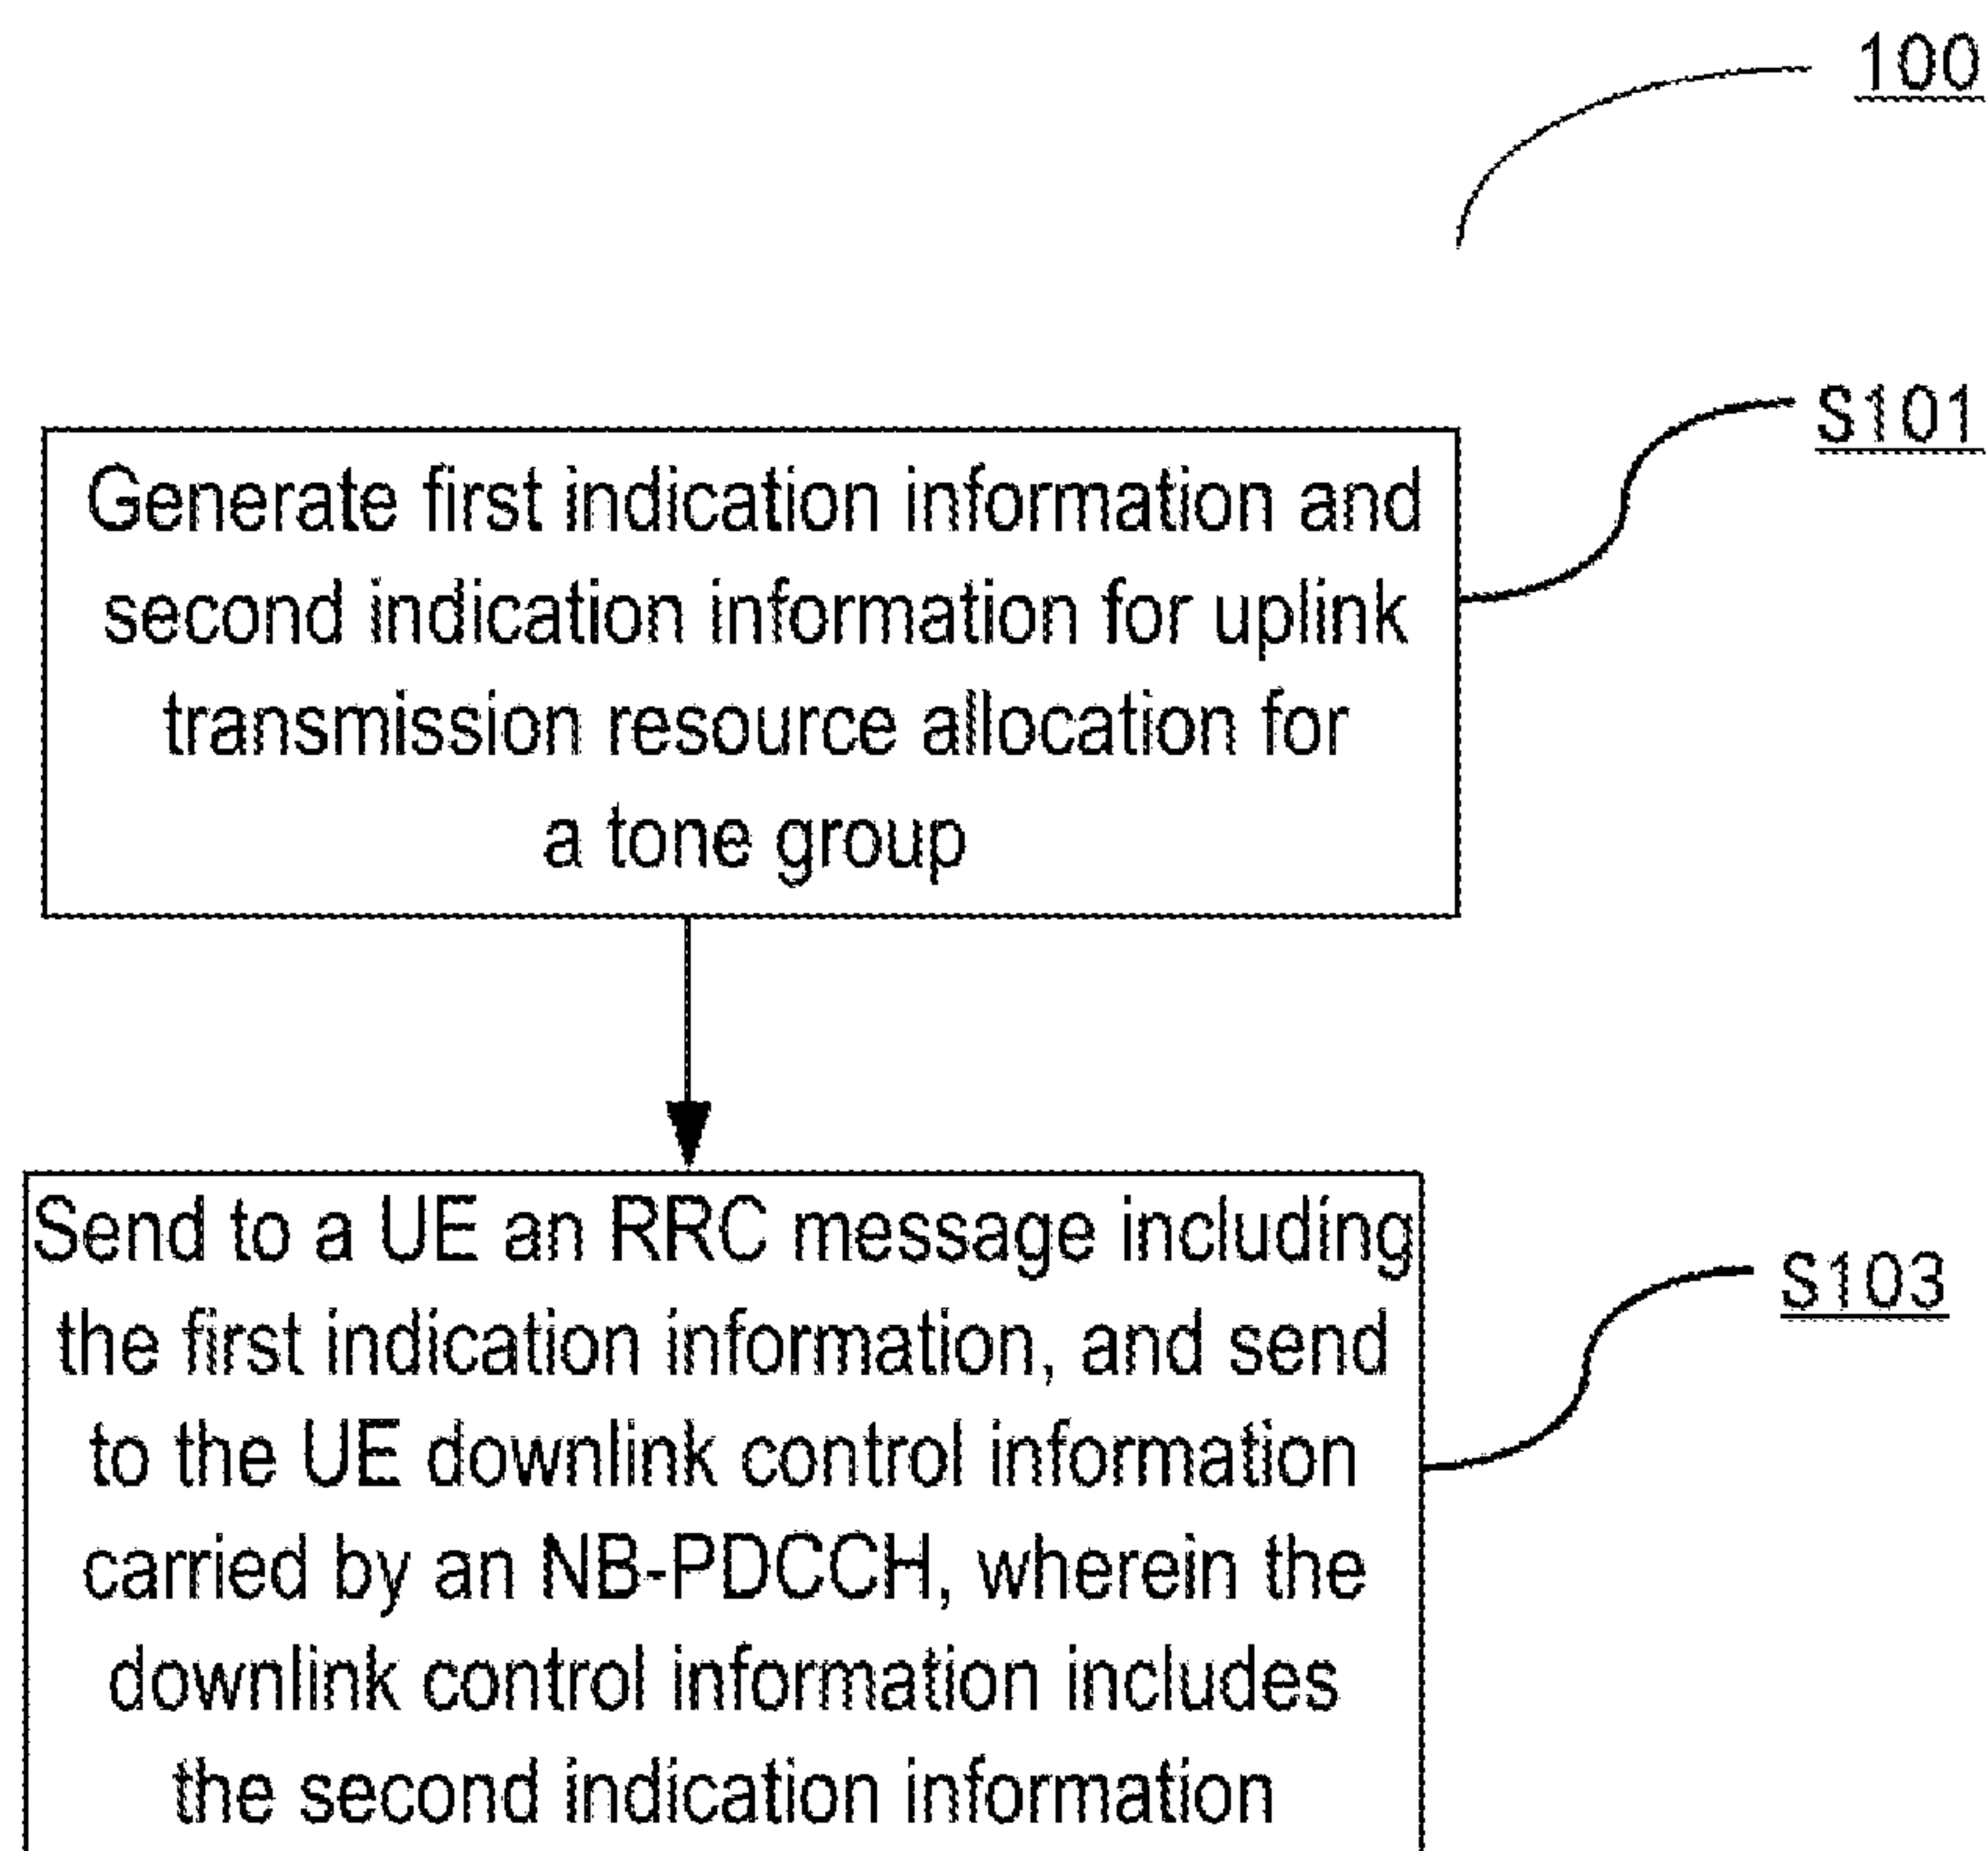 100
S101
Generate first indication information and
second indication information for uplink
transmission resource allocation for
a tone group
Send to a UE an RRC message including
the first indication information, and send
to the UE downlink control information
carried by an NB-PDCCH, wherein the
downlink control information includes
the second indication information
S103